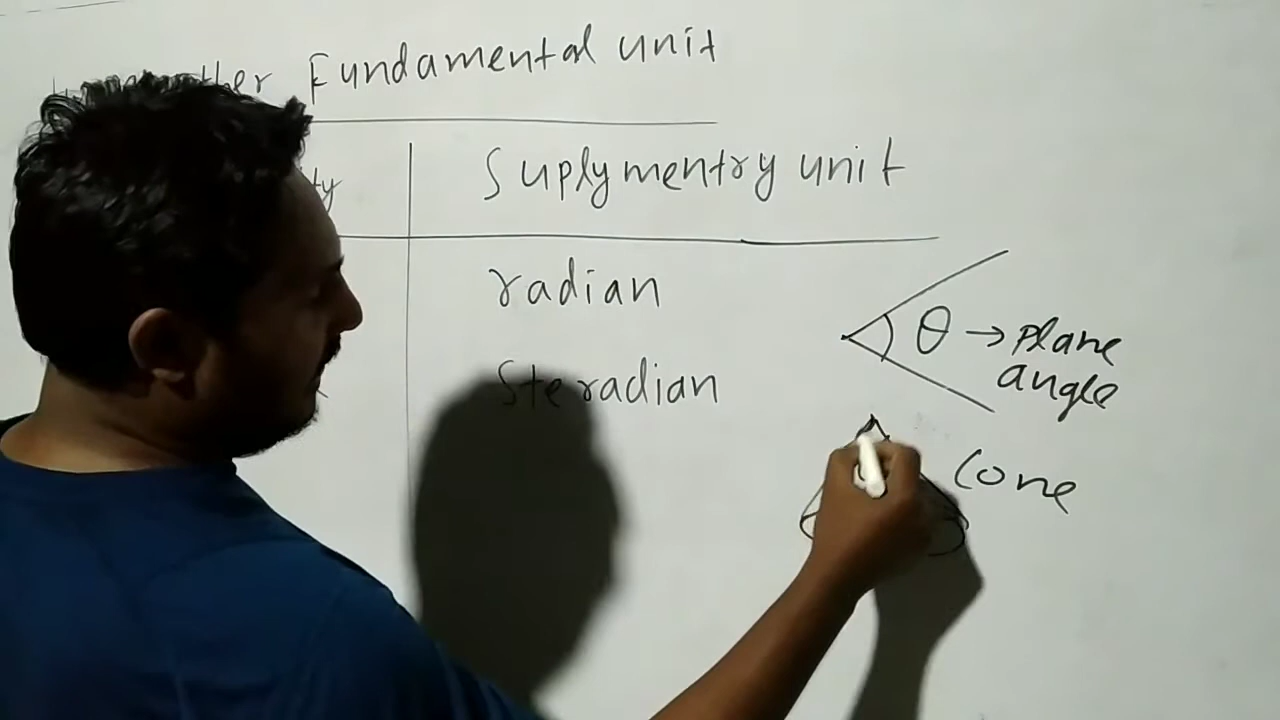 Fundamental unit
Suplymentry unit
radian
Steradian
θ → Plane
angle
Cone